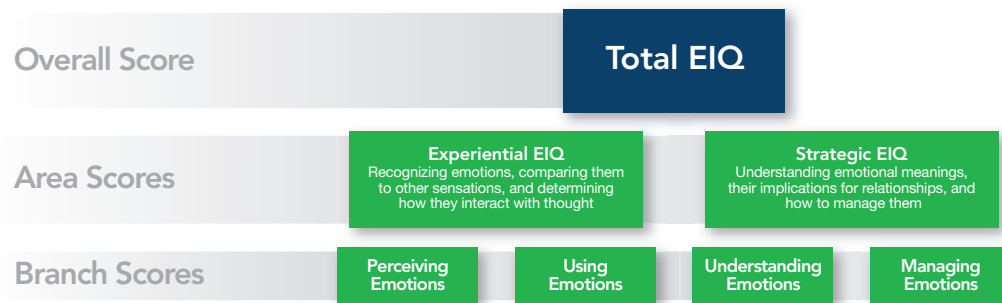 Overall Score
Total EIQ
Area Scores
Experiential EIQ
Recognizing emotions, comparing them
to other sensations, and determining
how they interact with thought
Strategic EIQ
Understanding emotional meanings,
their implications for relationships, and
how to manage them
Branch Scores
Perceiving
Emotions
Using
Emotions
Understanding
Emotions
Managing
Emotions